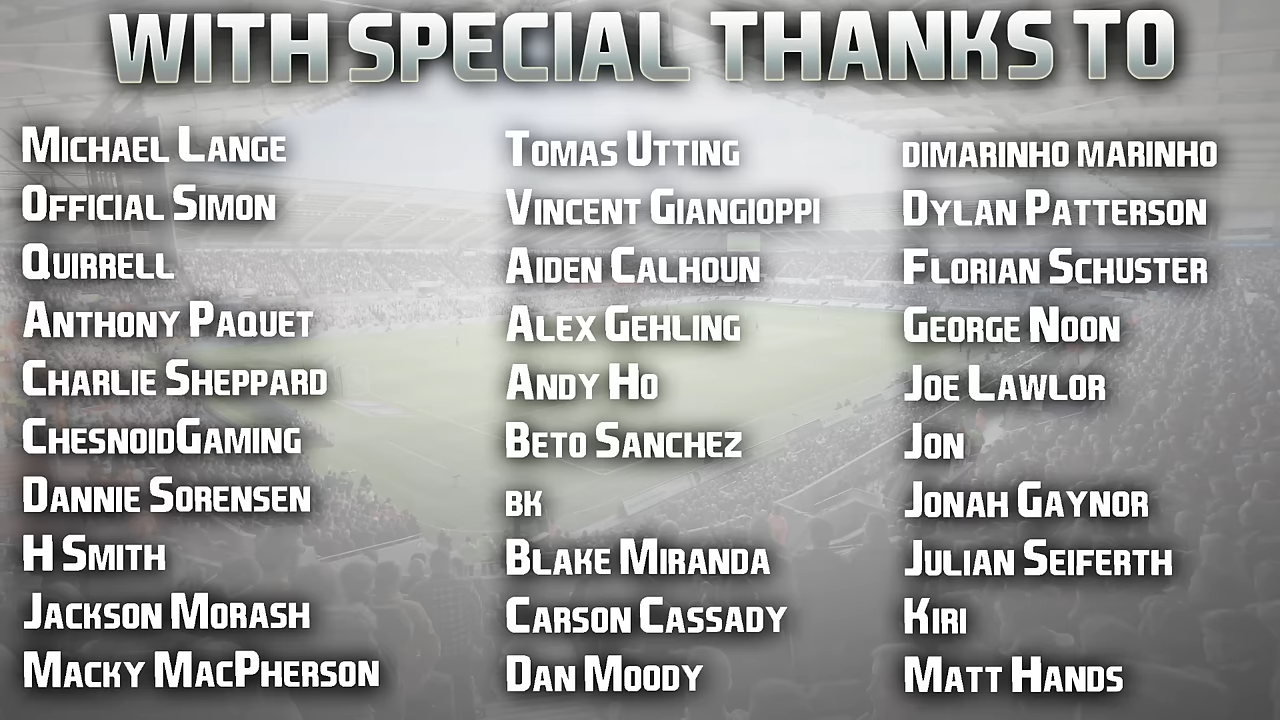 WITH SPECIAL THANKS TO
Michael Lange
Official Simon
Quirrell
Anthony Paquet
Charlie Sheppard
ChesnoidGaming
Dannie Sorensen
H Smith
Jackson Morash
Macky MacPherson
Tomas Utting
Vincent Giangioppi
Aiden Calhoun
Alex Gehling
Andy Ho
Beto Sanchez
bk
Blake Miranda
Carson Cassady
Dan Moody
dimarinho marinho
Dylan Patterson
Florian Schuster
George Noon
Joe Lawlor
Jon
Jonah Gaynor
Julian Seiferth
Kiri
Matt Hands